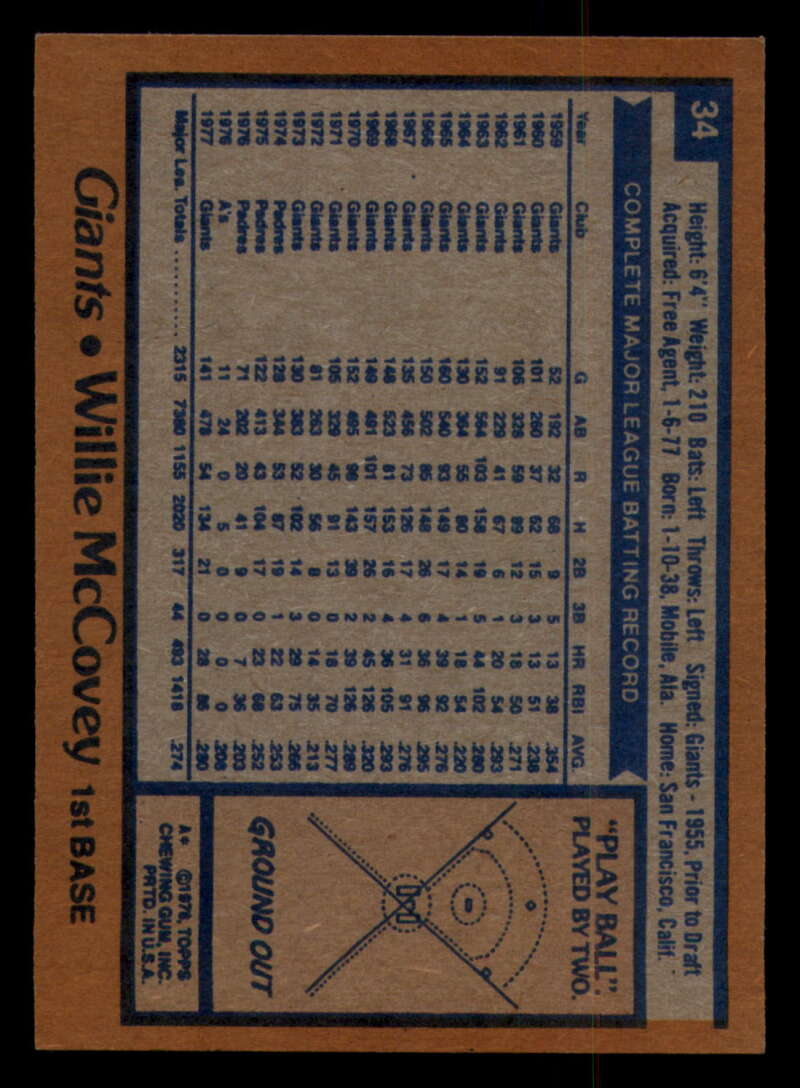 34
Height: 6'4" Weight: 210 Bats: Left Throws: Left Signed: Giants - 1955, Prior to Draft
Acquired: Free Agent, 1-6-77 Born: 1-10-38, Mobile, Ala. Home: San Francisco, Calif.
COMPLETE MAJOR LEAGUE BATTING RECORD
Year Club G AB R H 2B 3B HR RBI AVG.
1959 Giants 52 192 32 68 9 5 13 38 .354
1960 Giants 101 260 37 62 15 3 13 51 .238
1961 Giants 106 328 59 89 12 3 18 50 .271
1962 Giants 91 229 41 67 6 1 20 54 .293
1963 Giants 152 564 103 158 19 5 44 102 .280
1964 Giants 130 364 55 80 14 1 18 54 .220
1965 Giants 160 540 93 149 17 4 39 92 .276
1966 Giants 150 502 85 148 26 6 36 96 .295
1967 Giants 135 456 73 126 17 4 31 91 .276
1968 Giants 148 523 81 153 16 4 36 105 .293
1969 Giants 149 491 101 157 26 2 45 126 .320
1970 Giants 152 495 98 143 39 2 39 126 .289
1971 Giants 105 329 45 91 13 0 18 70 .277
1972 Giants 81 263 30 56 8 0 14 35 .213
1973 Giants 130 383 52 102 14 3 29 75 .266
1974 Padres 128 344 53 87 19 1 22 63 .253
1975 Padres 122 413 43 104 17 0 23 68 .252
1976 Padres 71 202 20 41 9 0 7 36 .203
1976 A's 11 24 0 5 0 0 0 0 .208
1977 Giants 141 478 54 134 21 0 28 86 .280
Major Lea. Totals .......... 2315 7380 1155 2020 317 44 493 1418 .274
"PLAY BALL":
PLAYED BY TWO.
GROUND OUT
A* ©1978, TOPPS
CHEWING GUM, INC.
PRTD. IN U.S.A.
Giants • Willie McCovey 1st BASE